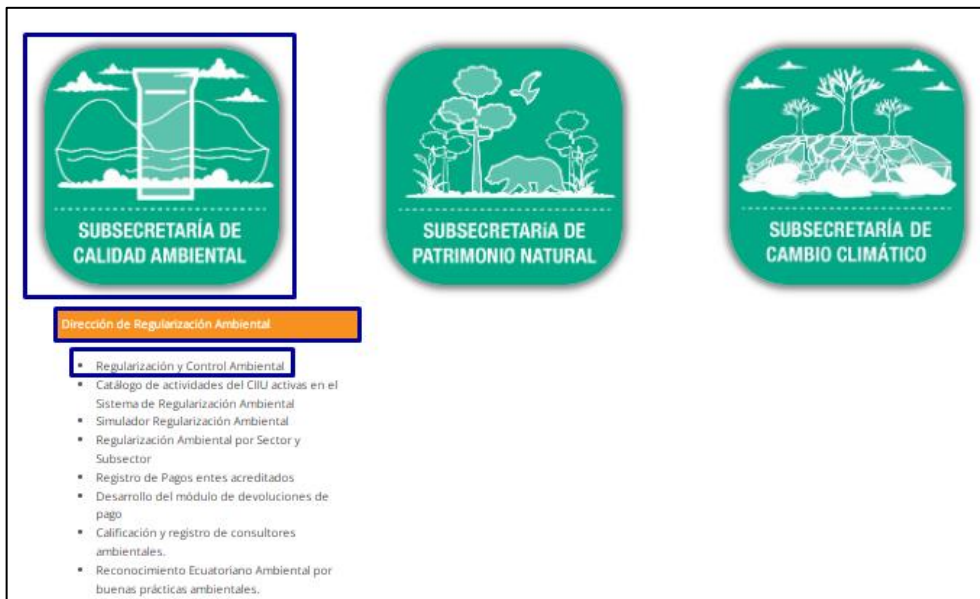 SUBSECRETARÍA DE
CALIDAD AMBIENTAL
SUBSECRETARíA DE
PATRIMONIO NATURAL
SUBSECRETARÍA DE
CAMBIO CLIMÁTICO
Dirección de Regularización Ambiental
▪ Regularización y Control Ambiental
▪ Catálogo de actividades del CIIU activas en el
Sistema de Regularización Ambiental
▪ Simulador Regularización Ambiental
▪ Regularización Ambiental por Sector y
Subsector
▪ Registro de Pagos entes acreditados
▪ Desarrollo del módulo de devoluciones de
pago
▪ Calificación y registro de consultores
ambientales.
▪ Reconocimiento Ecuatoriano Ambiental por
buenas prácticas ambientales.